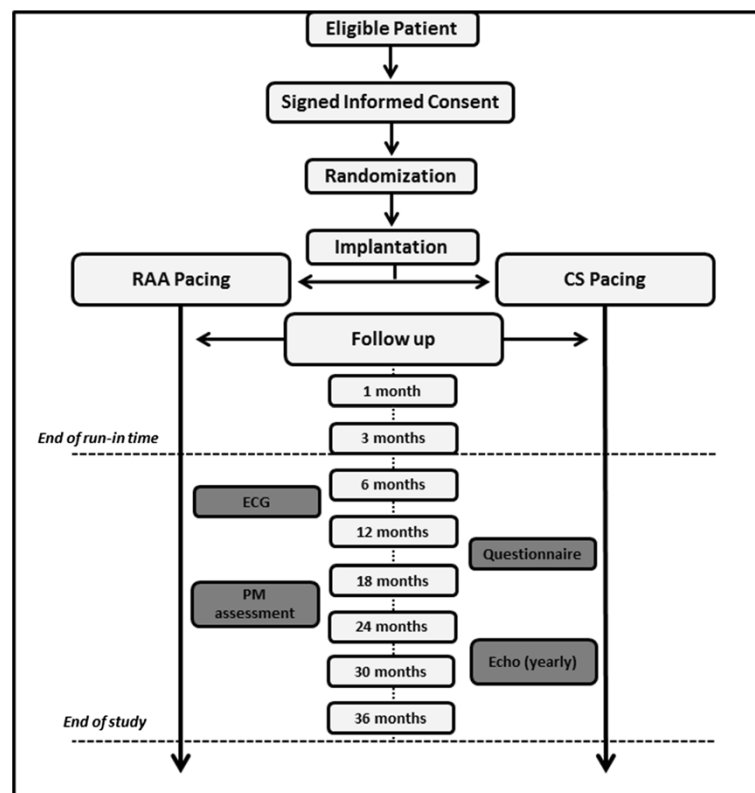 Eligible Patient
Signed Informed Consent
Randomization
Implantation
RAA Pacing
CS Pacing
Follow up
1 month
End of run-in time
3 months
6 months
ECG
12 months
Questionnaire
18 months
PM
assessment
24 months
Echo (yearly)
30 months
End of study
36 months